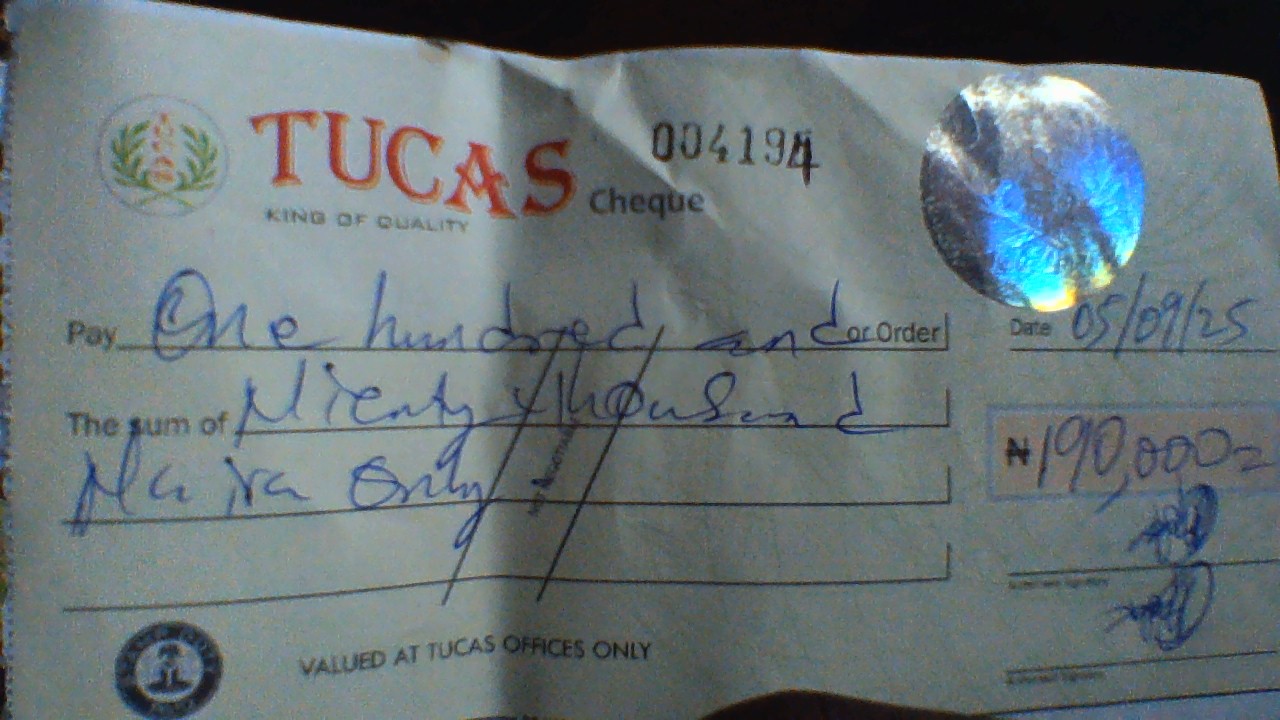 TUCAS
KING OF QUALITY
Cheque
004194
Pay One hundred and or Order
Date 05/09/25
The sum of Nienty thousand
Naira Only
₦190,000=
VALUED AT TUCAS OFFICES ONLY